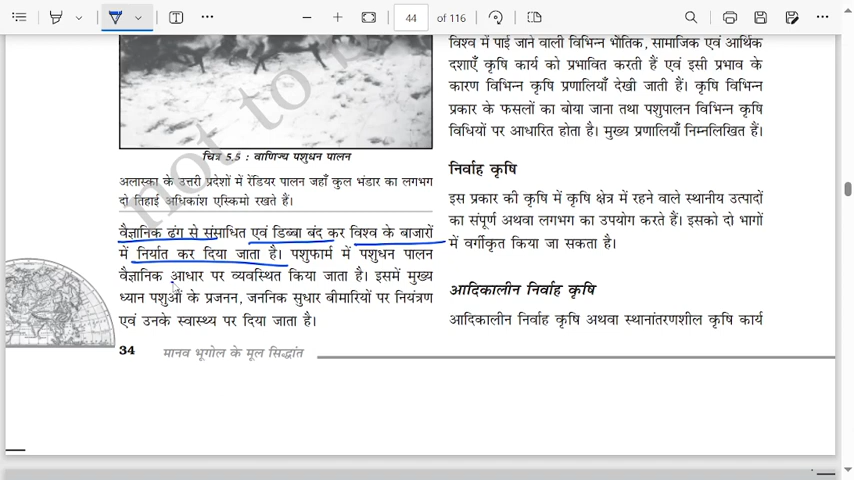 44 of 116
not to
चित्र 5.5 : वाणिज्य पशुधन पालन
अलास्का के उत्तरी प्रदेशों में रेंडियर पालन जहाँ कुल भंडार का लगभग
दो तिहाई अधिकांश एस्किमो रखते हैं।
वैज्ञानिक ढंग से संसाधित एवं डिब्बा बंद कर विश्व के बाजारों
में निर्यात कर दिया जाता है। पशुफार्म में पशुधन पालन
वैज्ञानिक आधार पर व्यवस्थित किया जाता है। इसमें मुख्य
ध्यान पशुओं के प्रजनन, जननिक सुधार बीमारियों पर नियंत्रण
एवं उनके स्वास्थ्य पर दिया जाता है।
34 मानव भूगोल के मूल सिद्धांत
विश्व में पाई जाने वाली विभिन्न भौतिक, सामाजिक एवं आर्थिक
दशाएँ कृषि कार्य को प्रभावित करती हैं एवं इसी प्रभाव के
कारण विभिन्न कृषि प्रणालियाँ देखी जाती हैं। कृषि विभिन्न
प्रकार के फसलों का बोया जाना तथा पशुपालन विभिन्न कृषि
विधियों पर आधारित होता है। मुख्य प्रणालियाँ निम्नलिखित हैं।
निर्वाह कृषि
इस प्रकार की कृषि में कृषि क्षेत्र में रहने वाले स्थानीय उत्पादों
का संपूर्ण अथवा लगभग का उपयोग करते हैं। इसको दो भागों
में वर्गीकृत किया जा सकता है।
आदिकालीन निर्वाह कृषि
आदिकालीन निर्वाह कृषि अथवा स्थानांतरणशील कृषि कार्य